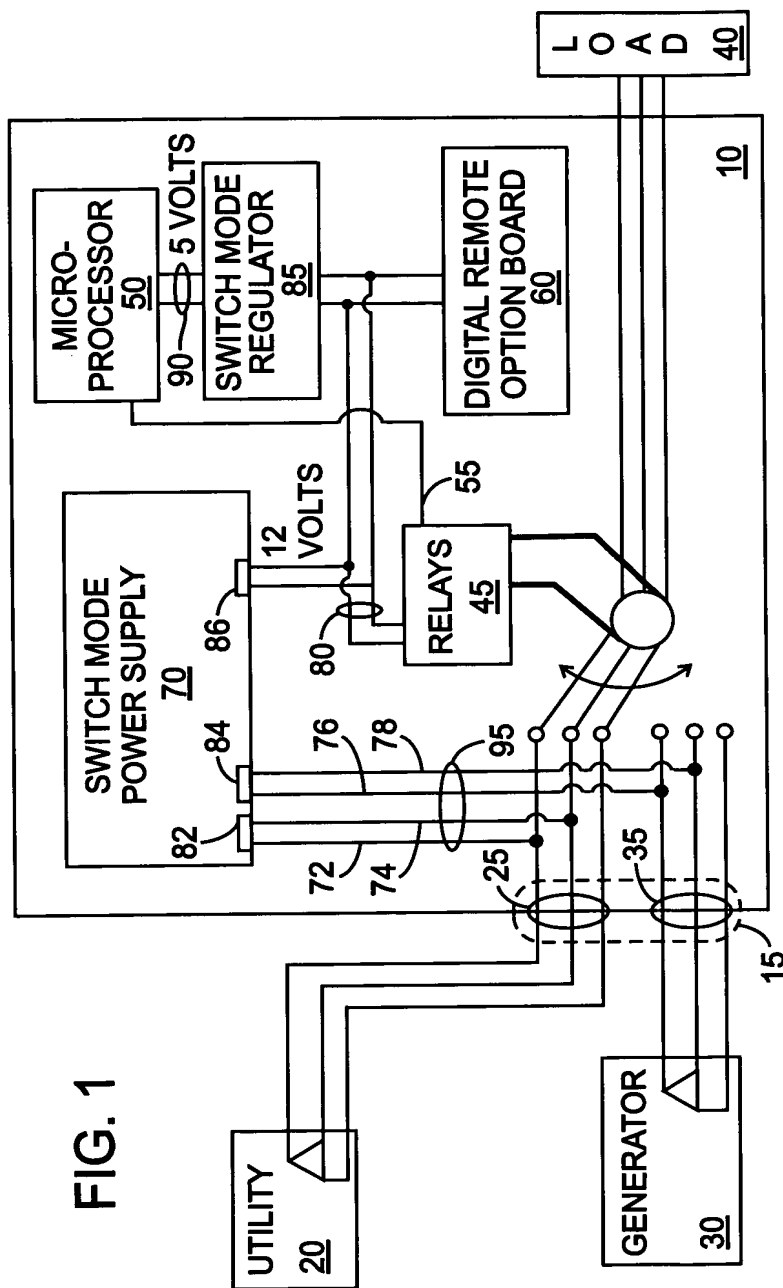 FIG. 1
UTILITY
20
GENERATOR
30
15
25
35
SWITCH MODE
POWER SUPPLY
70
82
84
86
72
74
76
78
95
12
VOLTS
80
RELAYS
45
55
MICRO-
PROCESSOR
50
90
5 VOLTS
SWITCH MODE
REGULATOR
85
DIGITAL REMOTE
OPTION BOARD
60
10
L
O
A
D
40